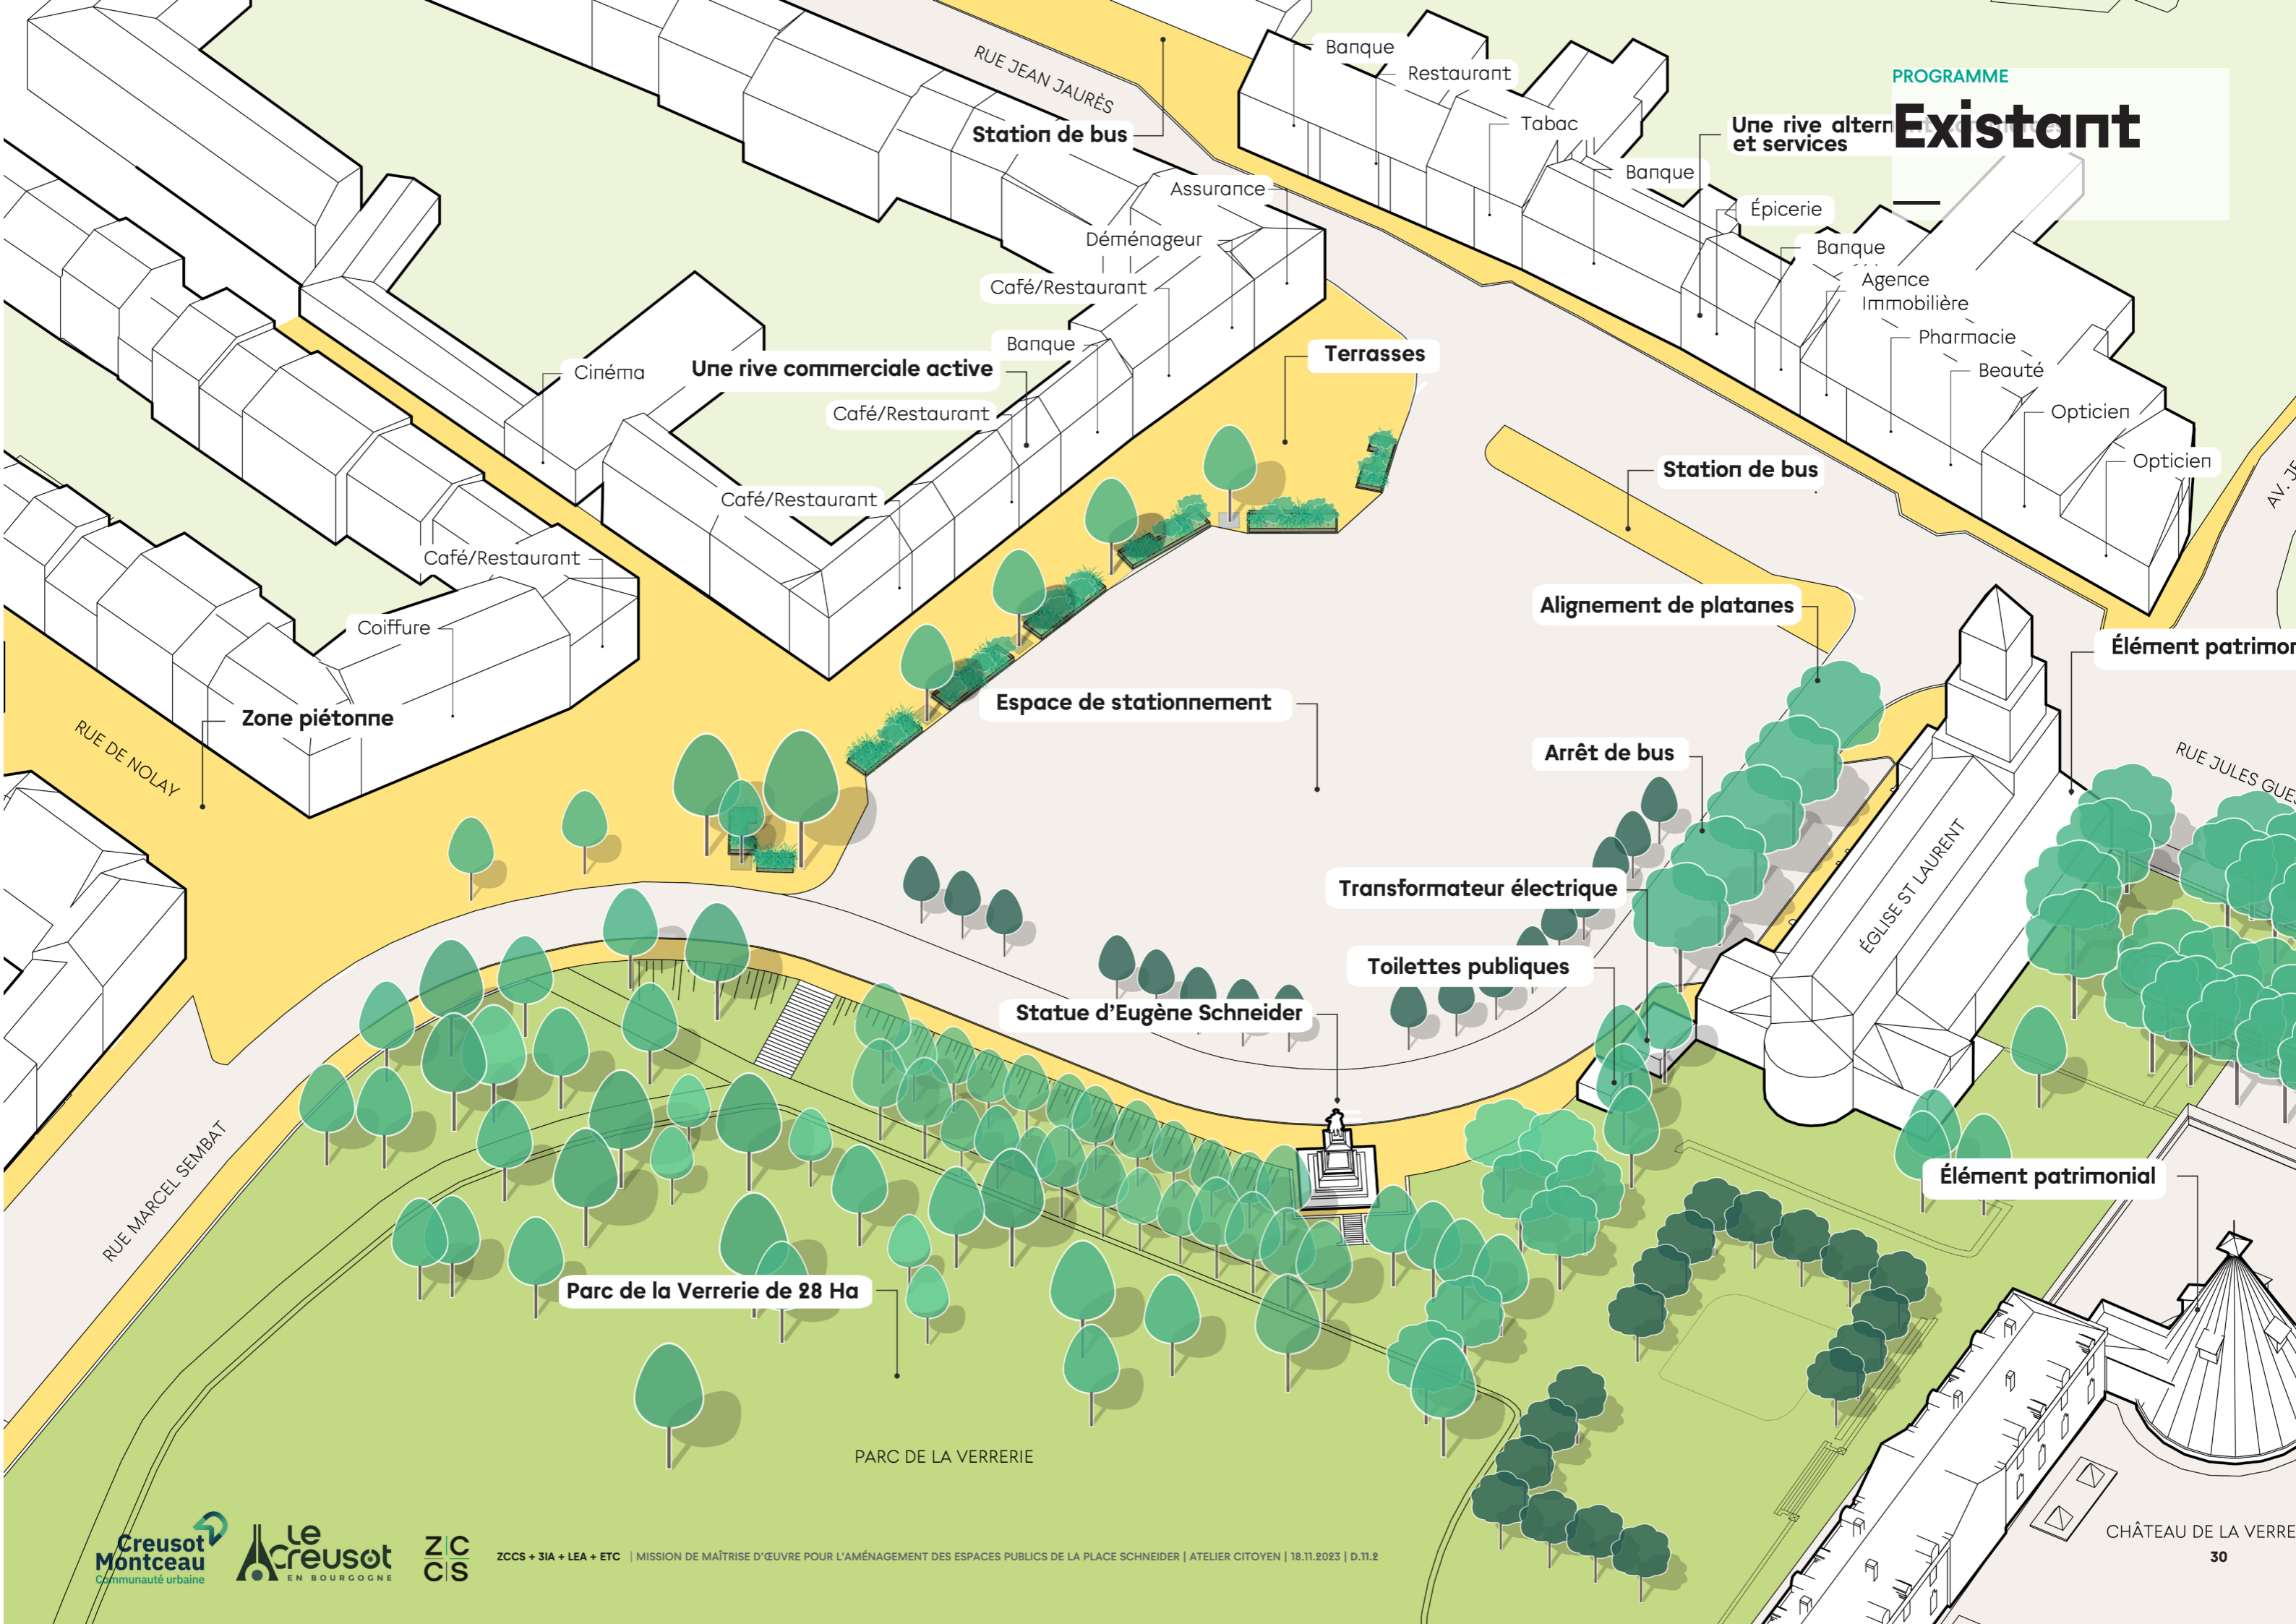 RUE JEAN JAURÈS
Station de bus
Banque
Restaurant
Tabac
Banque
Une rive
et services
PROGRAMME
Existant
Épicerie
Banque
Agence
Immobilière
Pharmacie
Beauté
Opticien
Opticien
Assurance
Déménageur
Café/Restaurant
Banque
Une rive commerciale active
Cinéma
Café/Restaurant
Café/Restaurant
Terrasses
Station de bus
Café/Restaurant
Coiffure
Zone piétonne
RUE DE NOLAY
Alignement de platanes
Espace de stationnement
Arrêt de bus
Élément
RUE JULES
Transformateur électrique
ÉGLISE ST LAURENT
Toilettes publiques
Statue d'Eugène Schneider
Élément patrimonial
RUE MARCEL SEMBAT
Parc de la Verrerie de 28 Ha
PARC DE LA VERRERIE
CHÂTEAU DE LA
30
Creusot
Montceau
Communauté urbaine
LE
creusot
EN BOURGOGNE
Z|C
C|S
ZCCS + 3IA + LEA + ETC | MISSION DE MAÎTRISE D'ŒUVRE POUR L'AMÉNAGEMENT DES ESPACES PUBLICS DE LA PLACE SCHNEIDER | ATELIER CITOYEN | 18.11.2023 | D.11.2